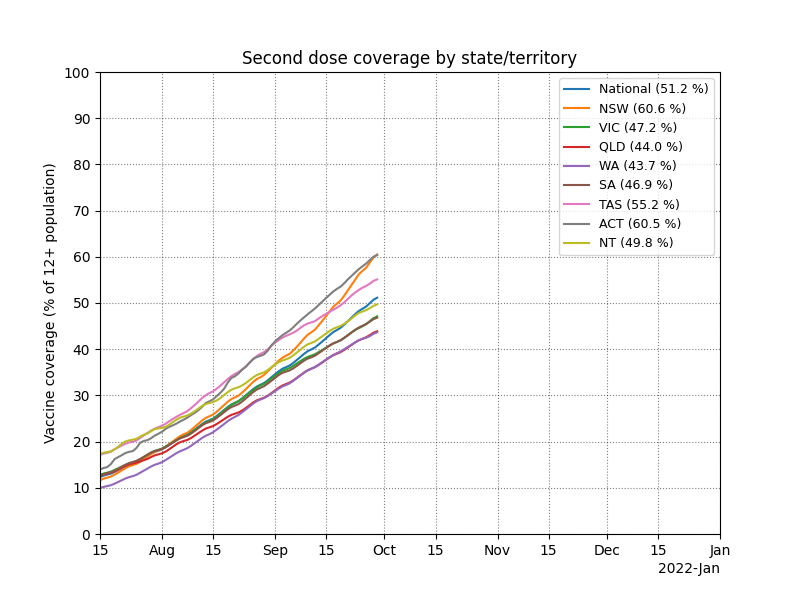 Second dose coverage by state/territory
Vaccine coverage (% of 12+ population)
100
90
80
70
60
50
40
30
20
10
0
National (51.2 %)
NSW (60.6 %)
VIC (47.2 %)
QLD (44.0 %)
WA (43.7 %)
SA (46.9 %)
TAS (55.2 %)
ACT (60.5 %)
NT (49.8 %)
15 Aug 15 Sep 15 Oct 15 Nov 15 Dec 15 Jan
2022-Jan